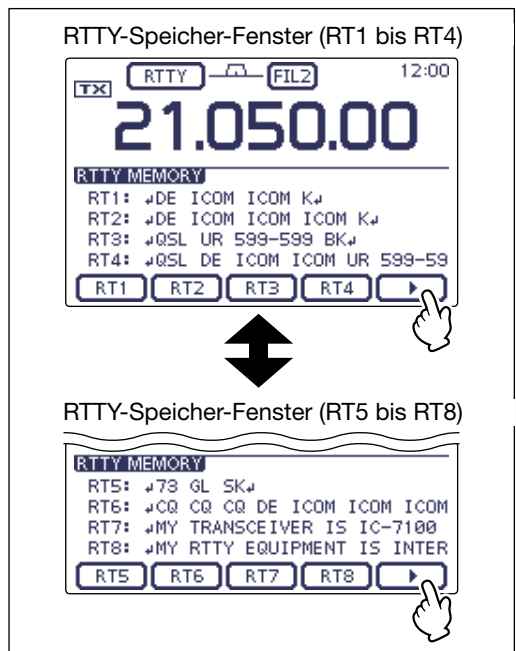 RTTY-Speicher-Fenster (RT1 bis RT4)
TX RTTY FIL2 12:00
21.050.00
RTTY MEMORY
RT1: ↲DE ICOM ICOM K↲
RT2: ↲DE ICOM ICOM ICOM K↲
RT3: ↲QSL UR 599-599 BK↲
RT4: ↲QSL DE ICOM ICOM UR 599-59
RT1 RT2 RT3 RT4 ▶
RTTY-Speicher-Fenster (RT5 bis RT8)
RTTY MEMORY
RT5: ↲73 GL SK↲
RT6: ↲CQ CQ CQ DE ICOM ICOM ICOM
RT7: ↲MY TRANSCEIVER IS IC-7100
RT8: ↲MY RTTY EQUIPMENT IS INTER
RT5 RT6 RT7 RT8 ▶